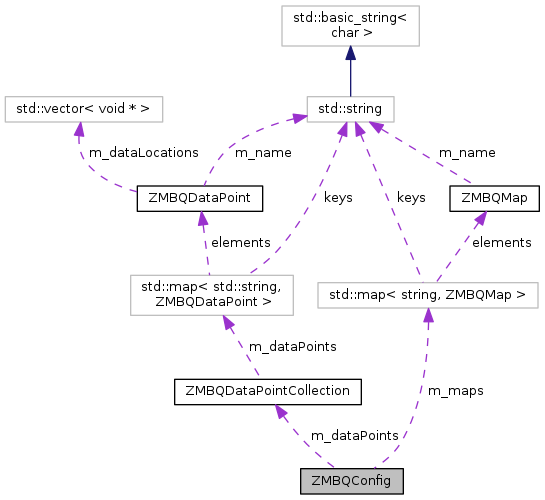 std::basic_string<
char >
std::vector< void * >
std::string
m_dataLocations
m_name
m_name
ZMBQDataPoint
keys
keys
ZMBQMap
elements
elements
std::map< std::string,
ZMBQDataPoint >
std::map< string, ZMBQMap >
m_dataPoints
ZMBQDataPointCollection
m_maps
m_dataPoints
ZMBQConfig